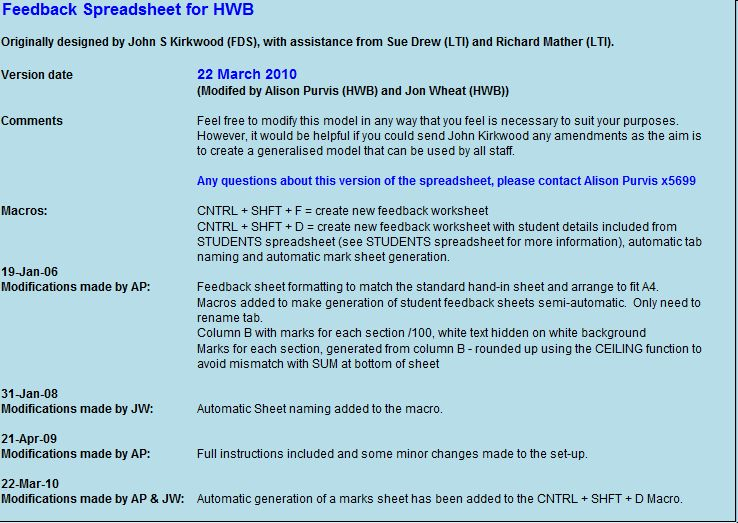 Feedback Spreadsheet for HWB
Originally designed by John S Kirkwood (FDS), with assistance from Sue Drew (LTI) and Richard Mather (LTI).
Version date 22 March 2010
(Modifed by Alison Purvis (HWB) and Jon Wheat (HWB))
Comments Feel free to modify this model in any way that you feel is necessary to suit your purposes.
However, it would be helpful if you could send John Kirkwood any amendments as the aim is
to create a generalised model that can be used by all staff.
Any questions about this version of the spreadsheet, please contact Alison Purvis x5699
Macros: CNTRL + SHFT + F = create new feedback worksheet
CNTRL + SHFT + D = create new feedback worksheet with student details included from
STUDENTS spreadsheet (see STUDENTS spreadsheet for more information), automatic tab
naming and automatic mark sheet generation.
19-Jan-06
Modifications made by AP: Feedback sheet formatting to match the standard hand-in sheet and arrange to fit A4.
Macros added to make generation of student feedback sheets semi-automatic. Only need to
rename tab.
Column B with marks for each section /100, white text hidden on white background
Marks for each section, generated from column B - rounded up using the CEILING function to
avoid mismatch with SUM at bottom of sheet
31-Jan-08
Modifications made by JW: Automatic Sheet naming added to the macro.
21-Apr-09
Modifications made by AP: Full instructions included and some minor changes made to the set-up.
22-Mar-10
Modifications made by AP & JW: Automatic generation of a marks sheet has been added to the CNTRL + SHFT + D Macro.